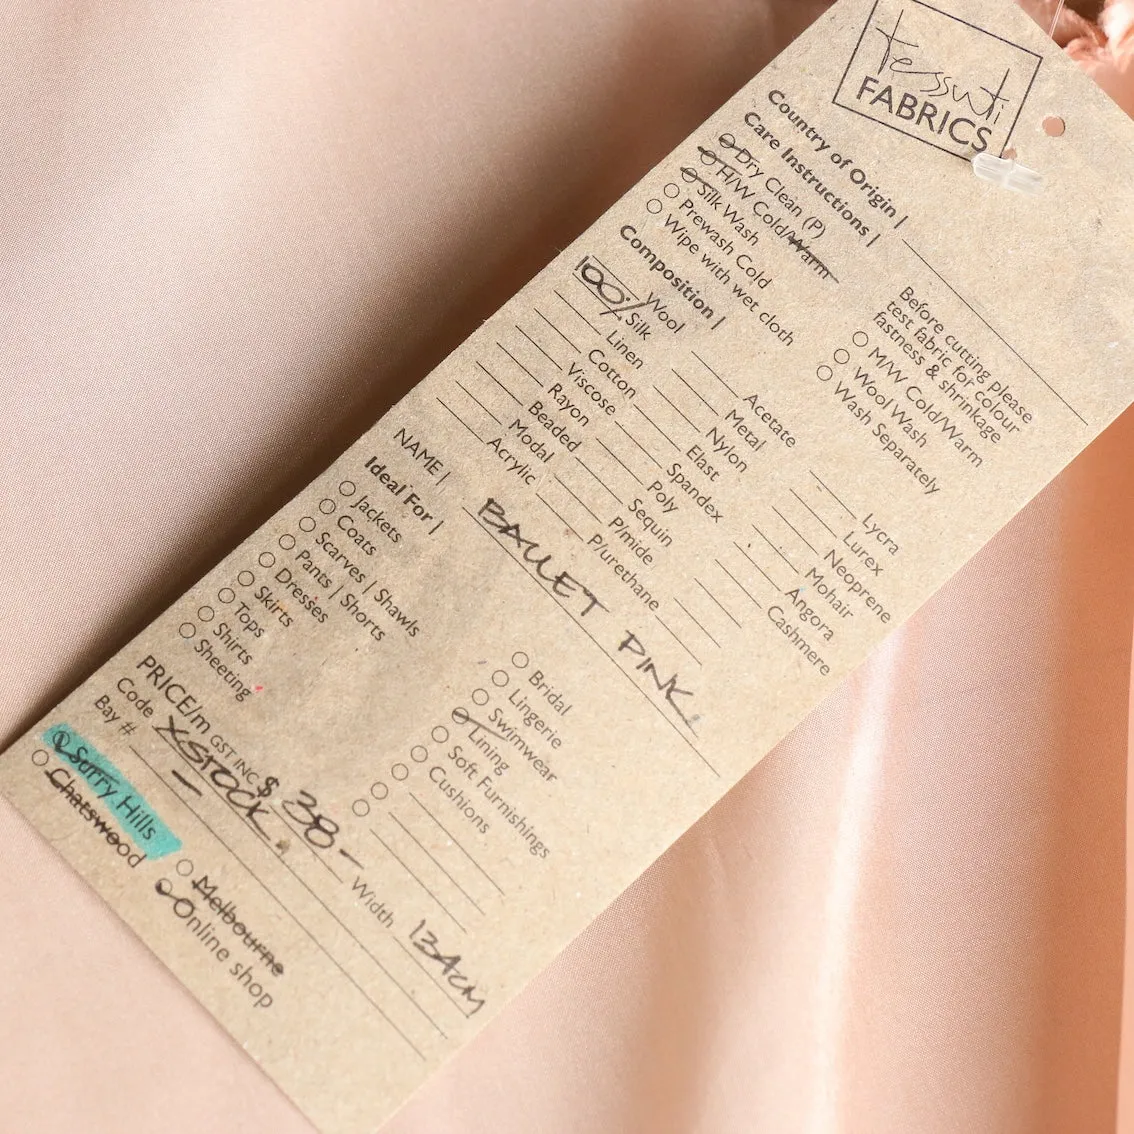 tessuti
FABRICS
Country of Origin |
Care Instructions |
Dry Clean (P)
H/W Cold/Warm
Silk Wash
Prewash Cold
Wipe with wet cloth
Before cutting please
test fabric for colour
fastness & shrinkage
M/W Cold/Warm
Wool Wash
Wash Separately
Composition |
Wool
100% Silk
Linen
Cotton
Viscose
Rayon
Beaded
Modal
Acrylic
Acetate
Metal
Nylon
Elast
Spandex
Poly
Sequin
P/mide
P/urethane
Lycra
Lurex
Neoprene
Mohair
Angora
Cashmere
NAME | BALLET PINK.
Ideal For |
Jackets
Coats
Scarves | Shawls
Pants | Shorts
Dresses
Skirts
Tops
Shirts
Sheeting
Bridal
Lingerie
Swimwear
Lining
Soft Furnishings
Cushions
PRICE/m GST INC $ 38- Width 134cm
Code XSTOCK.
Bay # -
Surry Hills
Chatswood
Melbourne
Online shop